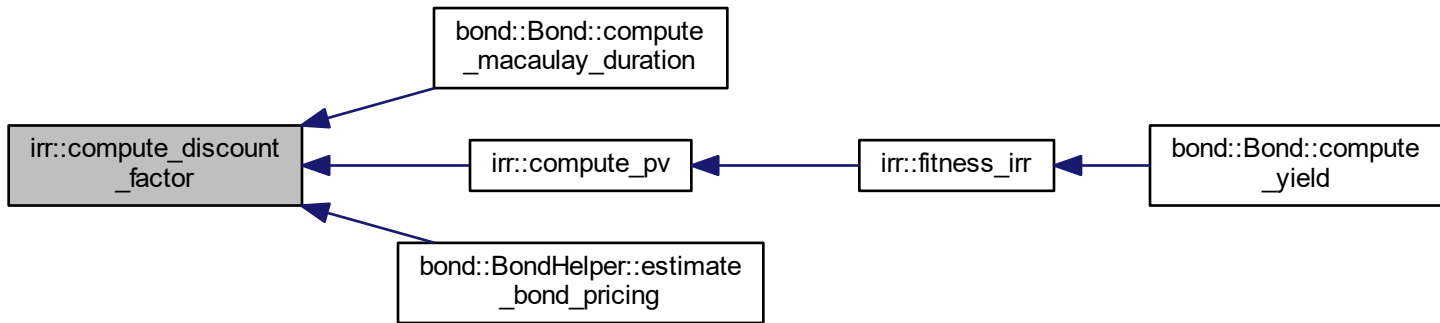 bond::Bond::compute
_macaulay_duration
irr::compute_discount
_factor
irr::compute_pv
irr::fitness_irr
bond::Bond::compute
_yield
bond::BondHelper::estimate
_bond_pricing